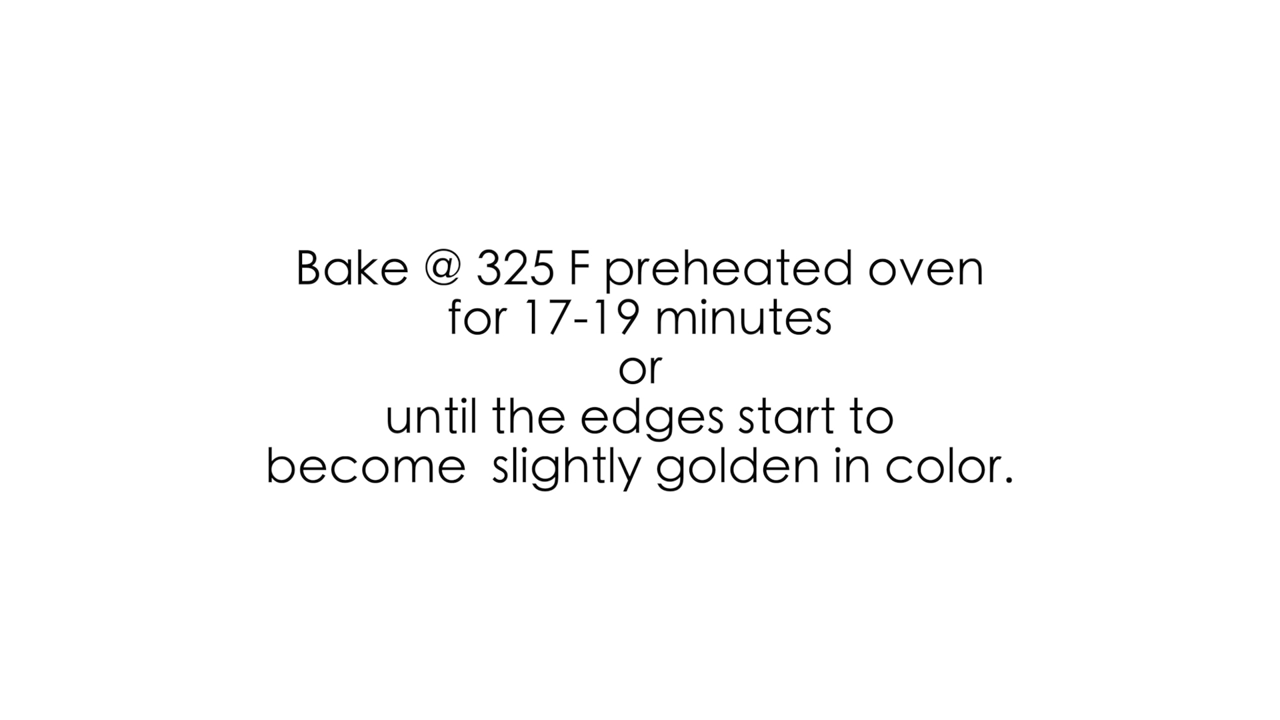 Bake @ 325 F preheated oven
for 17-19 minutes
or
until the edges start to
become  slightly golden in color.